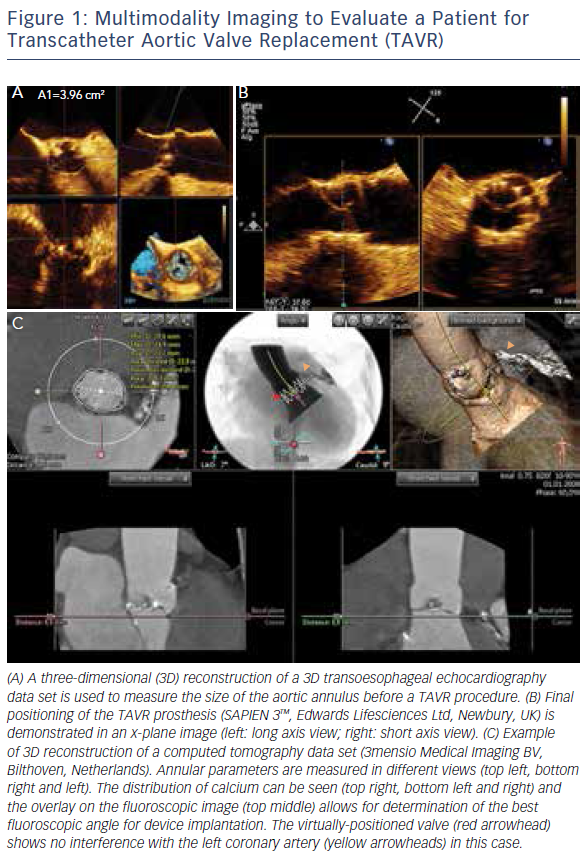 Figure 1: Multimodality Imaging to Evaluate a Patient for
Transcatheter Aortic Valve Replacement (TAVR)
A
A1=3.96 cm²
B
C
LAO
Caudal
Distance:
Distance:
(A) A three-dimensional (3D) reconstruction of a 3D transoesophageal echocardiography
data set is used to measure the size of the aortic annulus before a TAVR procedure. (B) Final
positioning of the TAVR prosthesis (SAPIEN 3™, Edwards Lifesciences Ltd, Newbury, UK) is
demonstrated in an x-plane image (left: long axis view; right: short axis view). (C) Example
of 3D reconstruction of a computed tomography data set (3mensio Medical Imaging BV,
Bilthoven, Netherlands). Annular parameters are measured in different views (top left, bottom
right and left). The distribution of calcium can be seen (top right, bottom left and right) and
the overlay on the fluoroscopic image (top middle) allows for determination of the best
fluoroscopic angle for device implantation. The virtually-positioned valve (red arrowhead)
shows no interference with the left coronary artery (yellow arrowheads) in this case.